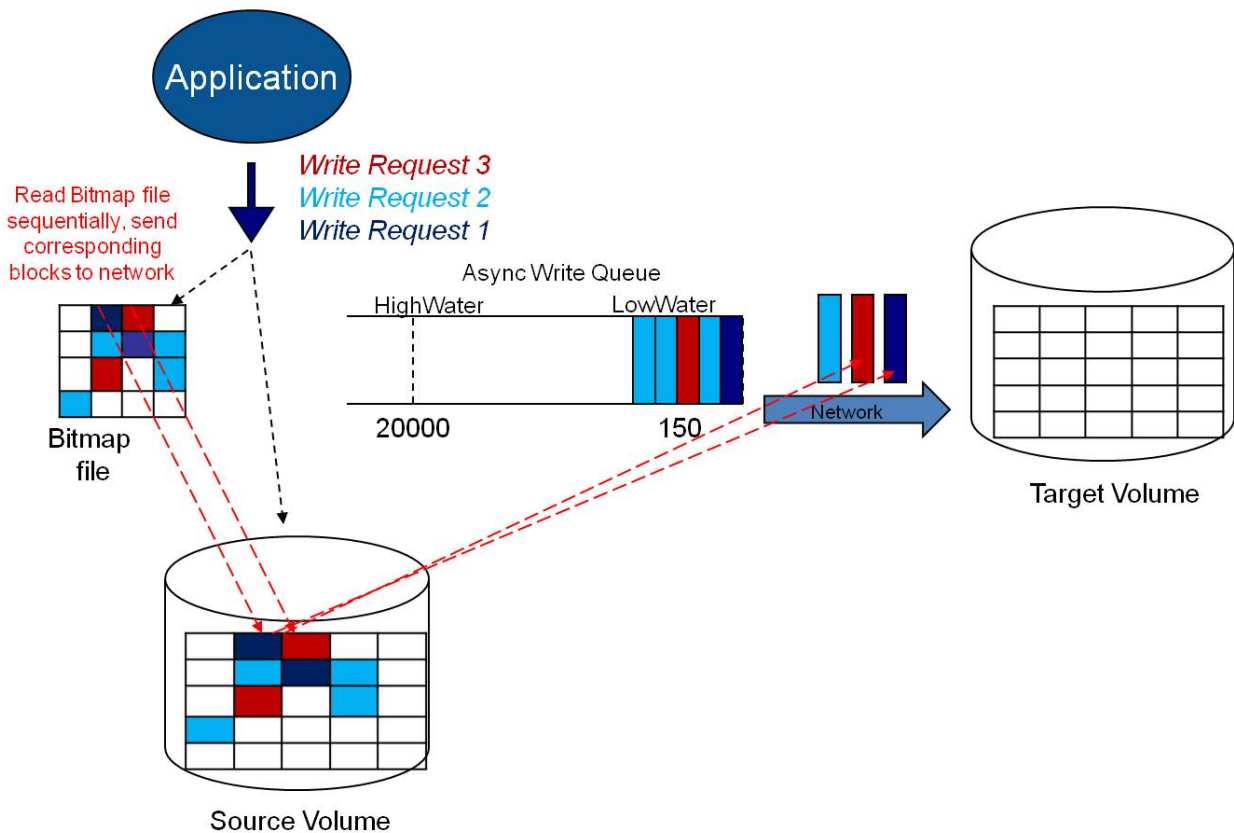 Application
Write Request 3
Write Request 2
Write Request 1
Read Bitmap file
sequentially, send
corresponding
blocks to network
Async Write Queue
HighWater
LowWater
20000
150
Network
Bitmap
file
Target Volume
Source Volume